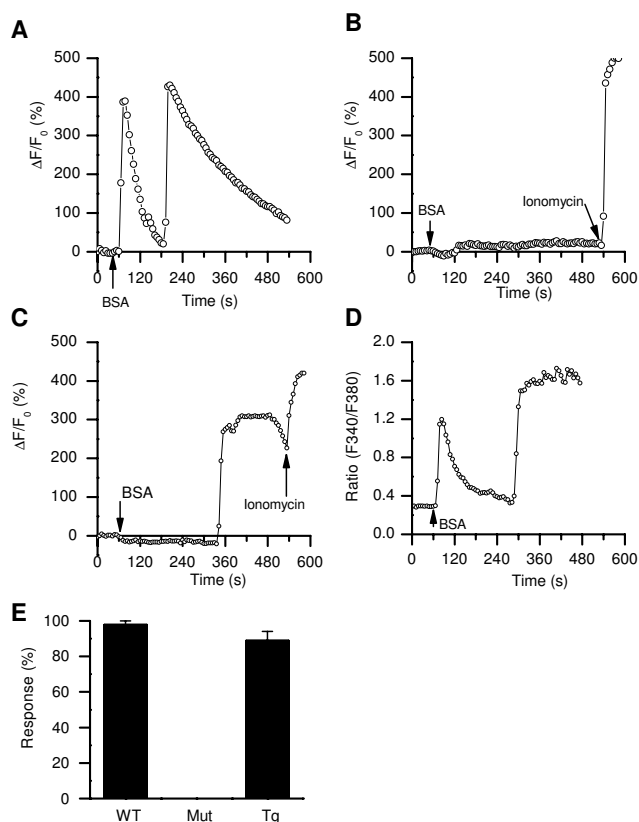 A
B
500
400
300
200
100
0
ΔF/F0 (%)
0 120 240 360 480 600
Time (s)
BSA
500
400
300
200
100
0
ΔF/F0 (%)
BSA
Ionomycin
0 120 240 360 480 600
Time (s)
C
D
500
400
300
200
100
0
ΔF/F0 (%)
BSA
Ionomycin
0 120 240 360 480 600
Time (s)
2.0
1.6
1.2
0.8
0.4
0.0
Ratio (F340/F380)
BSA
0 120 240 360 480 600
Time (s)
E
100
80
60
40
20
0
Response (%)
WT Mut Tg